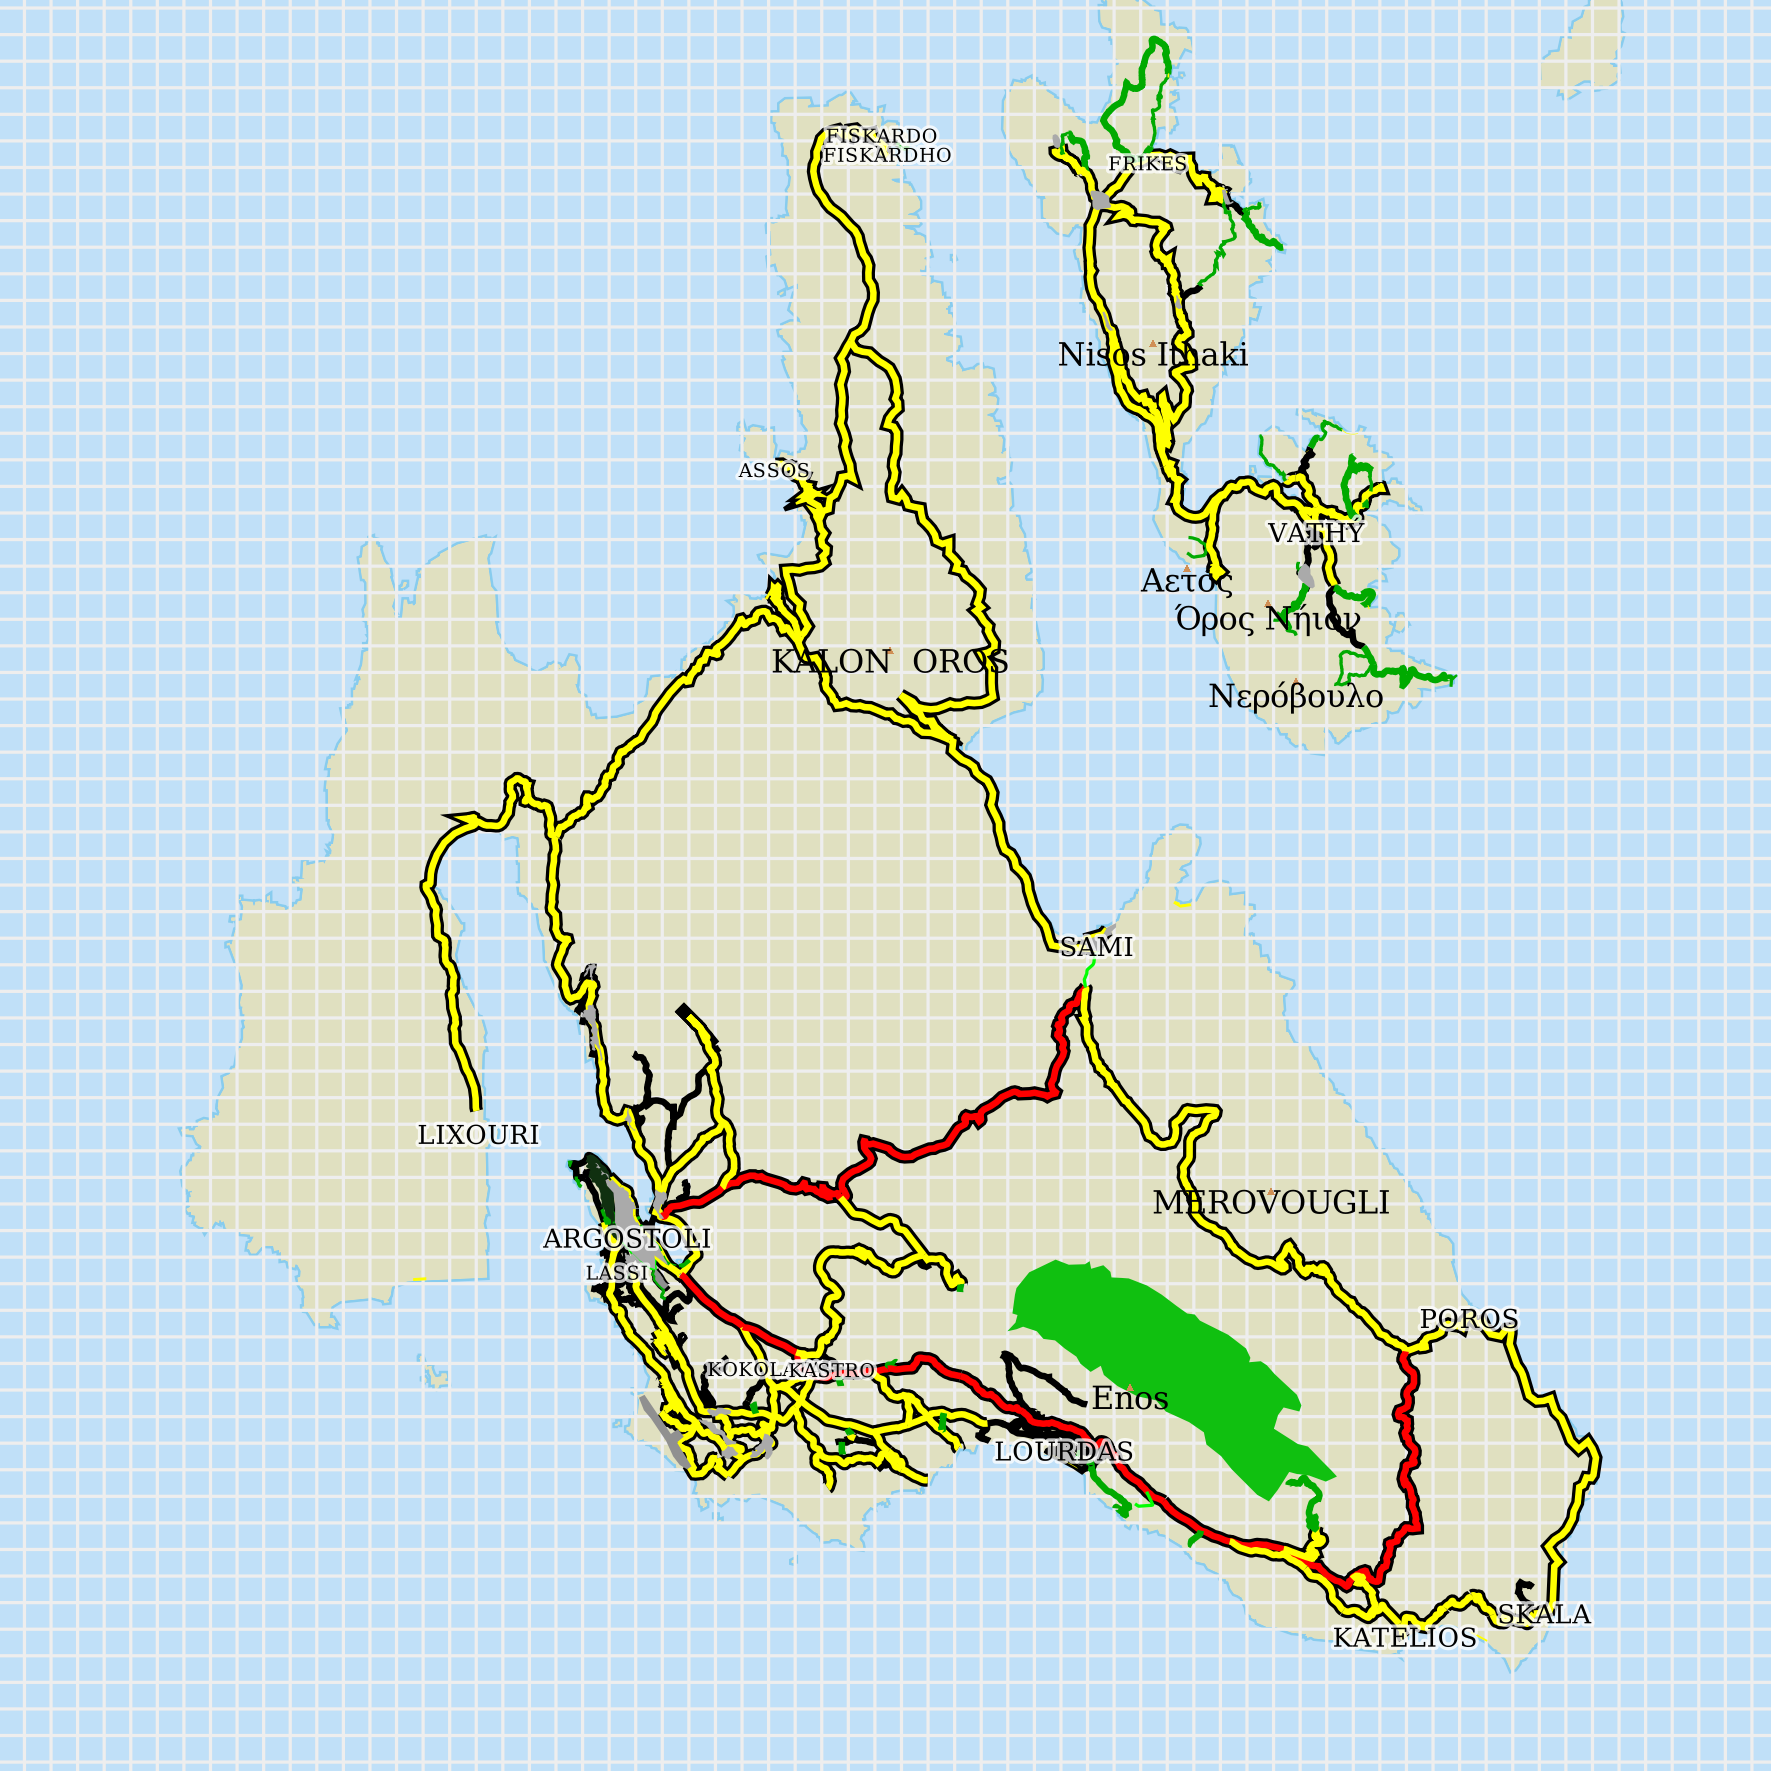 FISKARDO
FISKARDHO
FRIKES
Nisos Ithaki
ASSOS
VATHY
Αετός
Όρος Νήιον
KALON OROS
Νερόβουλο
SAMI
LIXOURI
MEROVOUGLI
ARGOSTOLI
LASSI
POROS
KOKOLA
KASTRO
Enos
LOURDAS
SKALA
KATELIOS